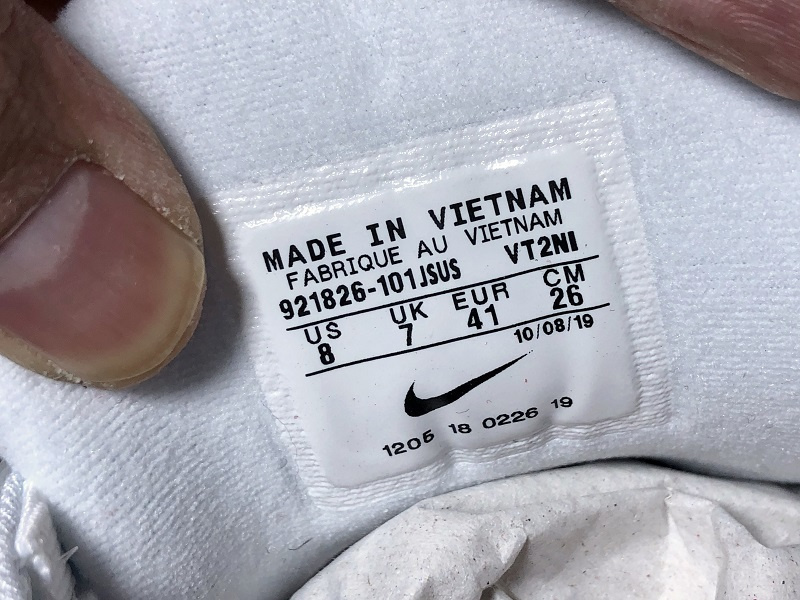 MADE IN VIETNAM
FABRIQUE AU VIETNAM
921826-101JSUS VT2NI
US UK EUR CM
8 7 41 26
10/08/19
1205 18 0226 19